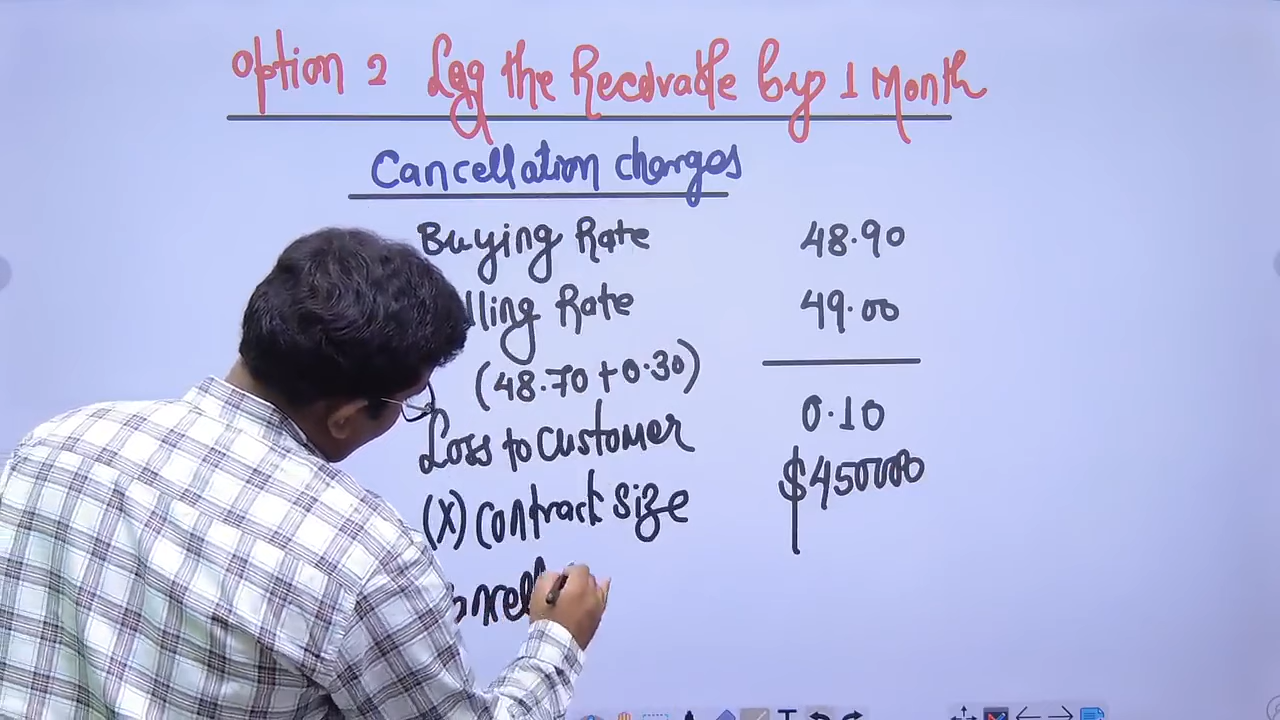 Option 2 Lag the Receivable by 1 Month
Cancellation charges
Buying Rate 48.90
lling Rate 49.00
(48.70 + 0.30)
0.10
Loss to customer
(X) contract size $450000